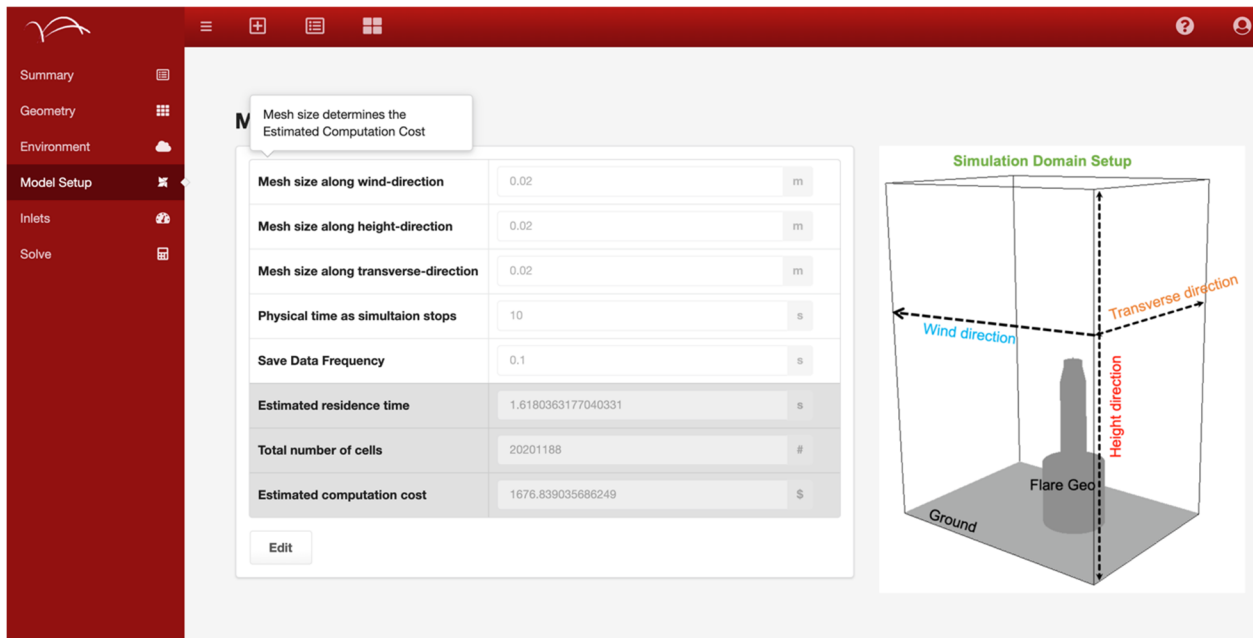 Summary
Geometry
Environment
Model Setup
Inlets
Solve
M
Mesh size determines the
Estimated Computation Cost
Mesh size along wind-direction 0.02 m
Mesh size along height-direction 0.02 m
Mesh size along transverse-direction 0.02 m
Physical time as simultaion stops 10 s
Save Data Frequency 0.1 s
Estimated residence time 1.6180363177040331 s
Total number of cells 20201188 #
Estimated computation cost 1676.839035686249 $
Edit
Simulation Domain Setup
Transverse direction
Wind direction
Height direction
Flare Geo
Ground